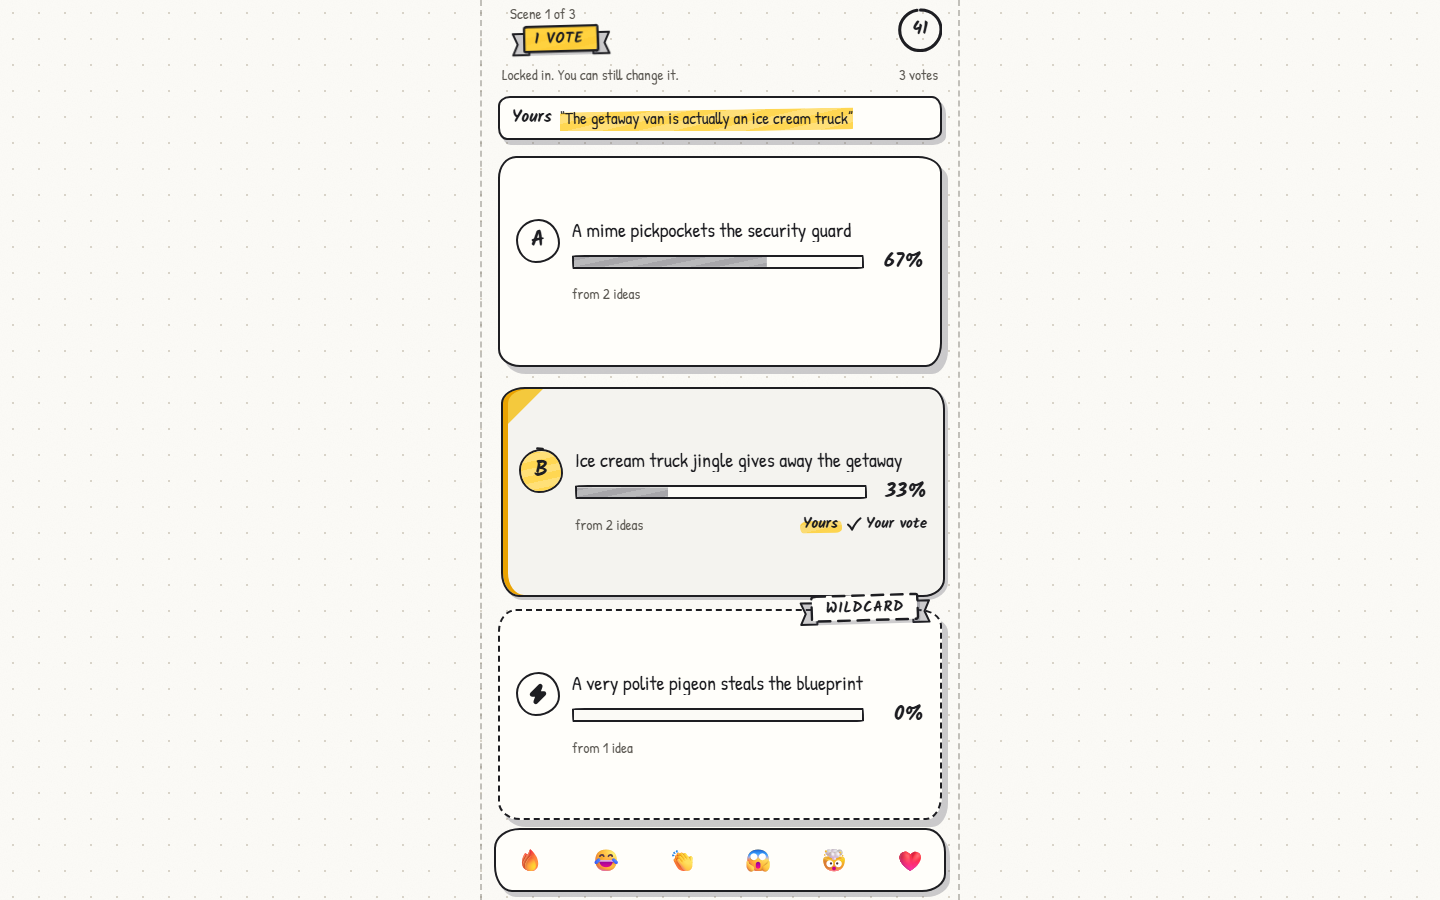 Scene 1 of 3
I VOTE
41
Locked in. You can still change it.
3 votes
Yours "The getaway van is actually an ice cream truck"
A
A mime pickpockets the security guard
67%
from 2 ideas
B
Ice cream truck jingle gives away the getaway
33%
from 2 ideas
Yours ✓ Your vote
WILDCARD
A very polite pigeon steals the blueprint
0%
from 1 idea